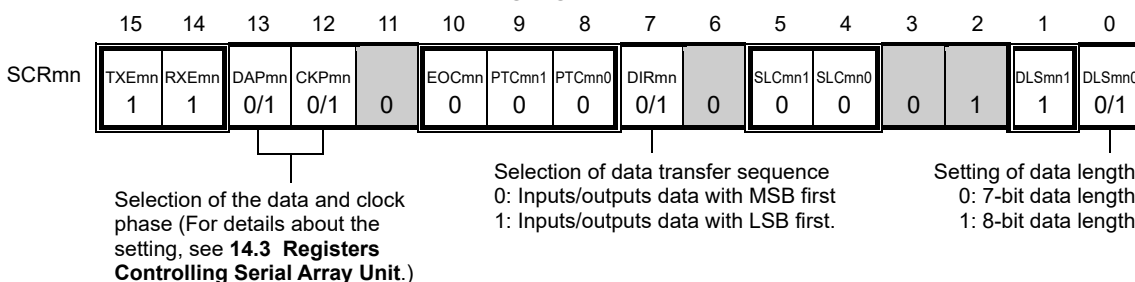 15 14 13 12 11 10 9 8 7 6 5 4 3 2 1 0
SCRmn TXEmn RXEmn DAPmn CKPmn EOCmn PTCmn1 PTCmn0 DIRmn SLCmn1 SLCmn0 DLSmn1 DLSmn0
1 1 0/1 0/1 0 0 0 0 0/1 0 0 0 0 1 1 0/1
Selection of data transfer sequence
0: Inputs/outputs data with MSB first
1: Inputs/outputs data with LSB first.
Setting of data length
0: 7-bit data length
1: 8-bit data length
Selection of the data and clock
phase (For details about the
setting, see 14.3 Registers
Controlling Serial Array Unit.)